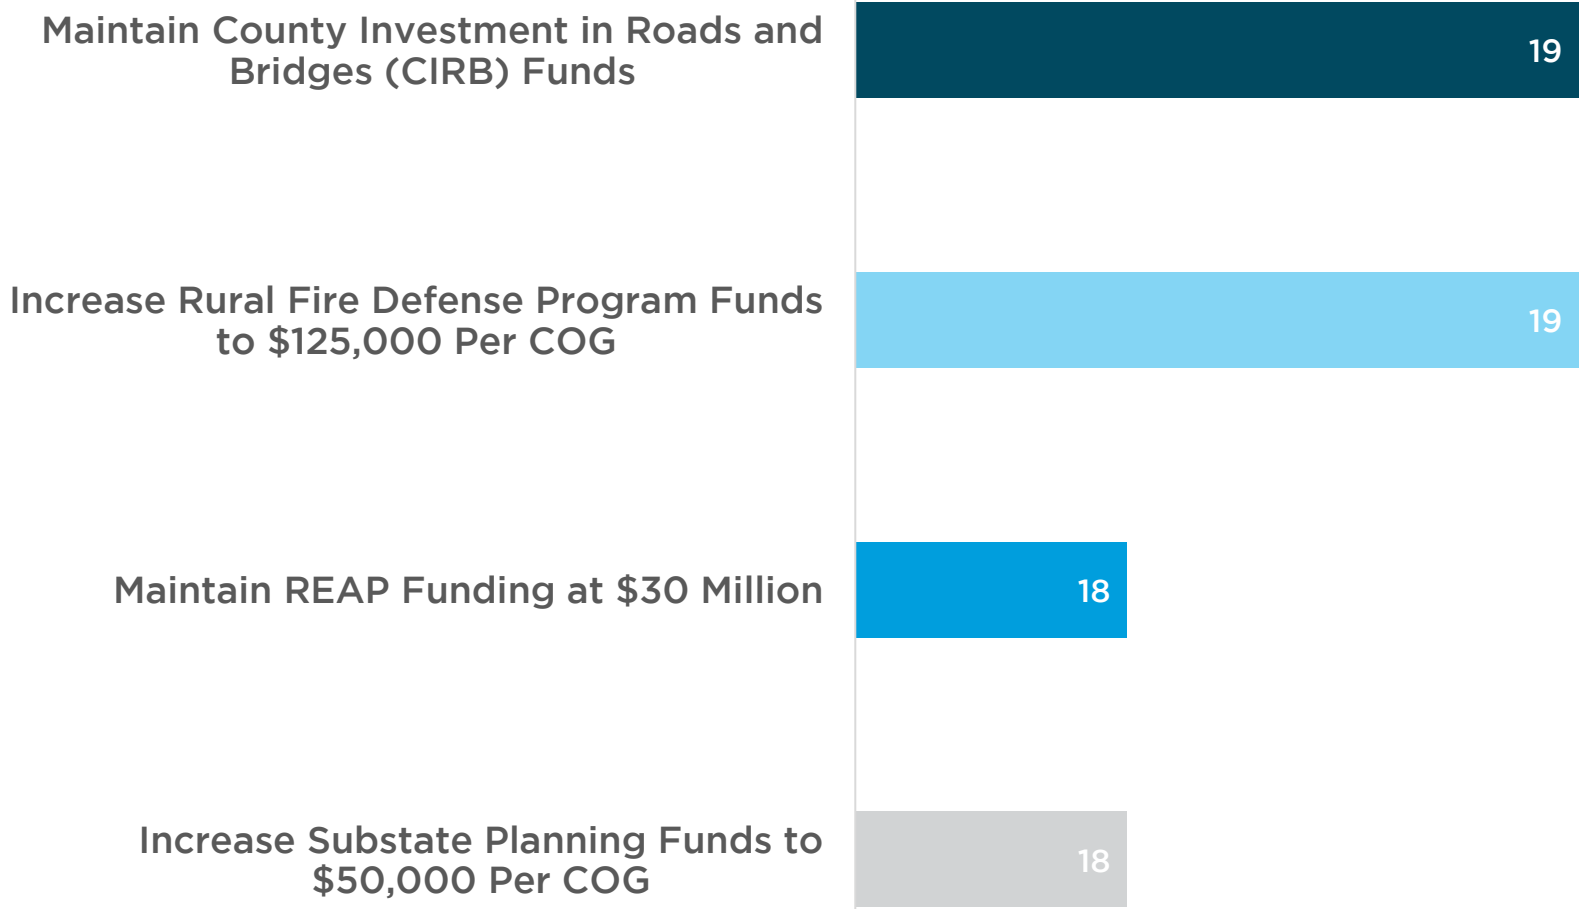 Maintain County Investment in Roads and
Bridges (CIRB) Funds
19
Increase Rural Fire Defense Program Funds
to $125,000 Per COG
19
Maintain REAP Funding at $30 Million
18
Increase Substate Planning Funds to
$50,000 Per COG
18